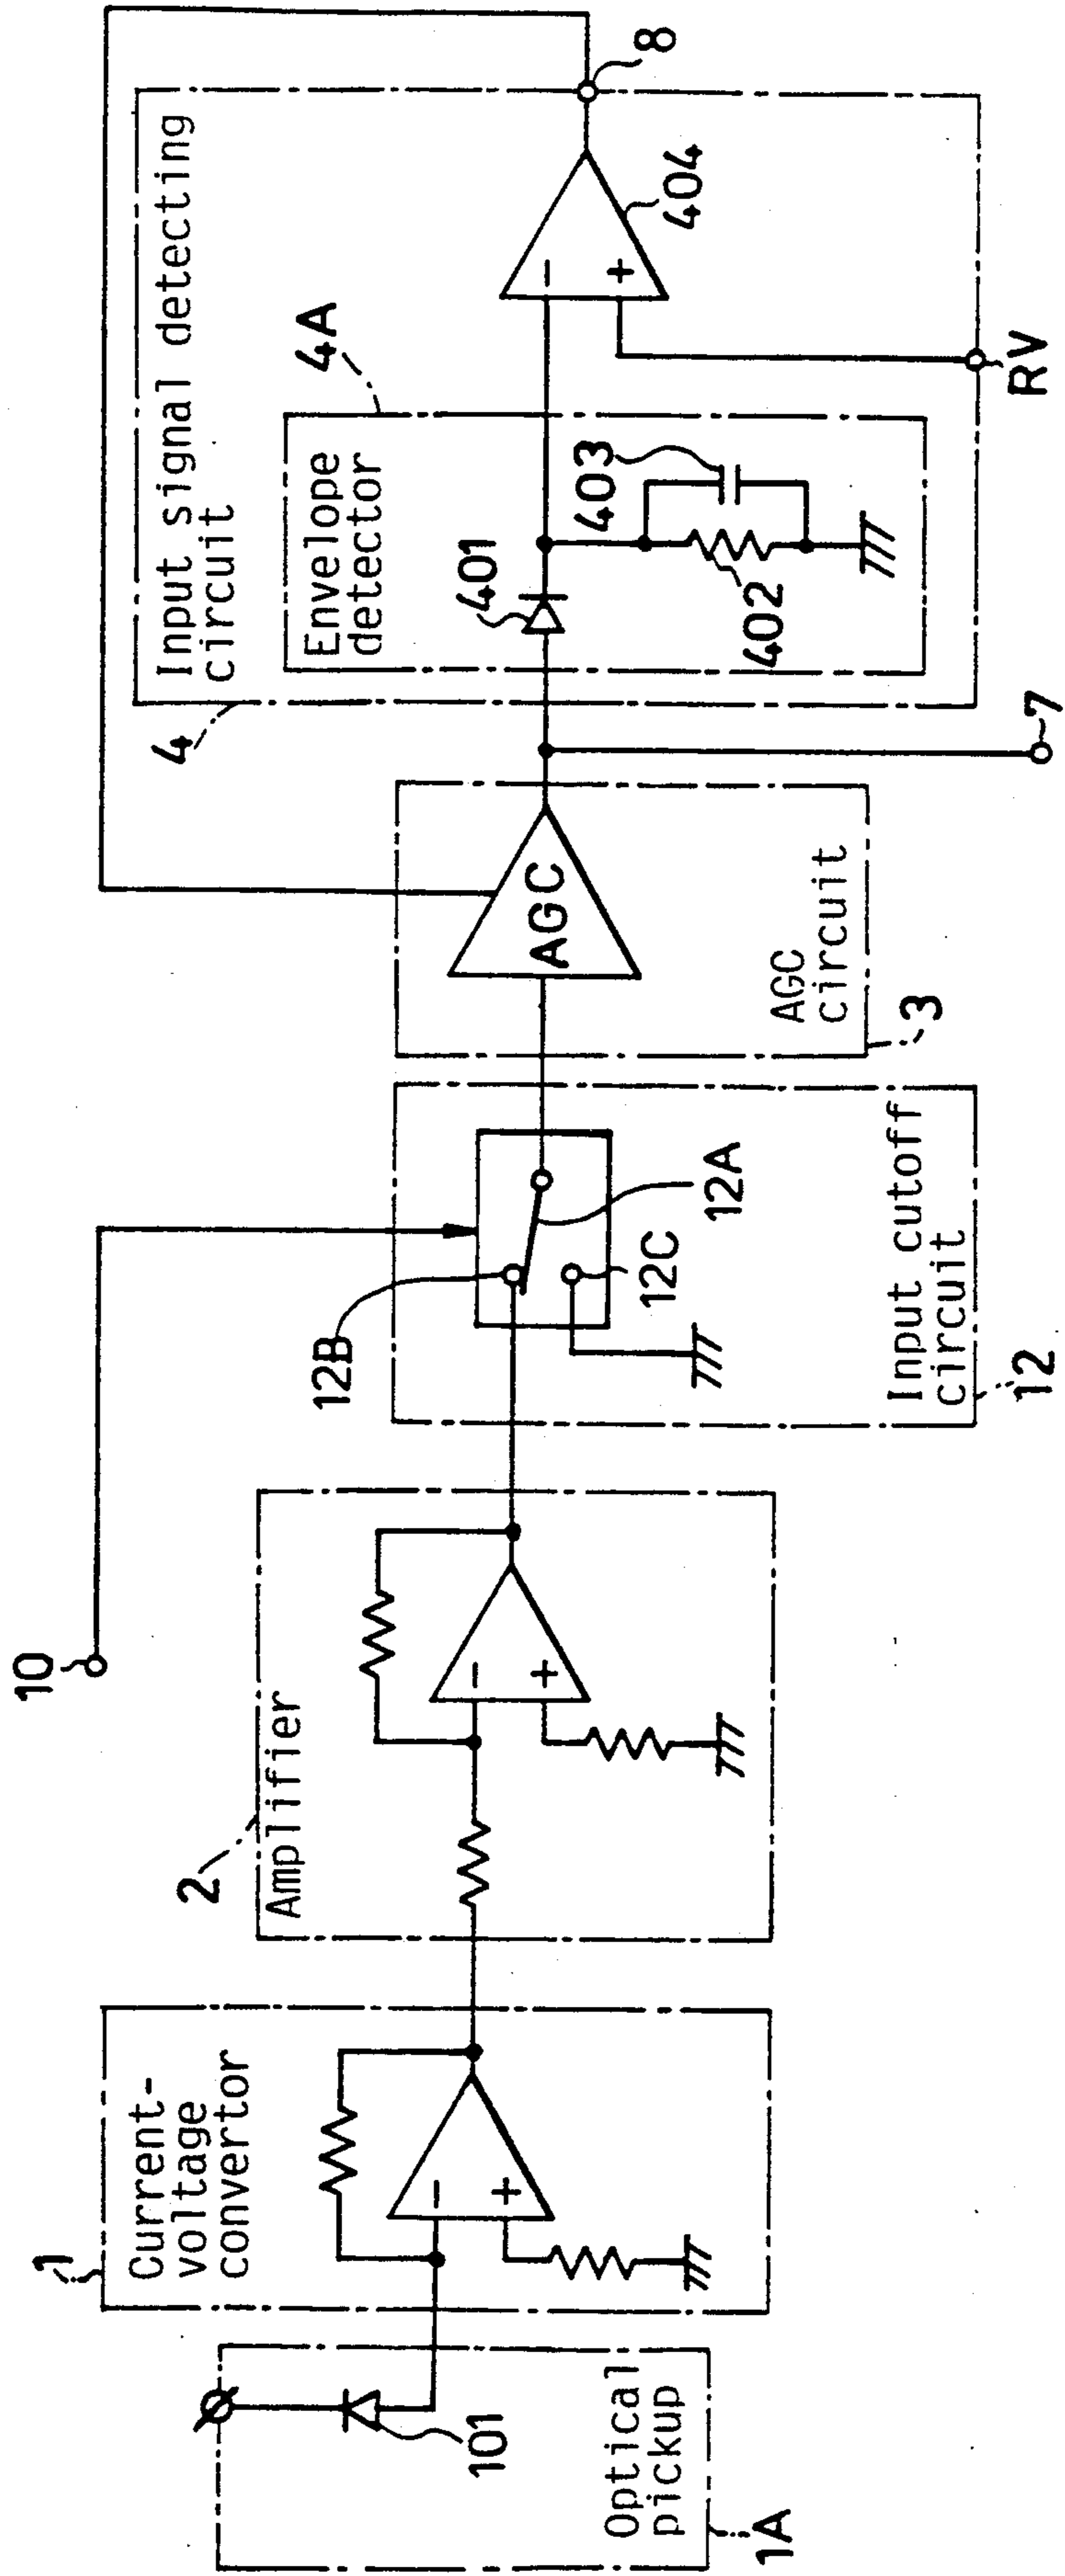 1A
Optical
pickup
101
1
Current-
voltage
convertor
−
+
2
Amplifier
−
+
10
12
Input cutoff
circuit
12B
12C
12A
3
AGC
circuit
AGC
7
4
Input signal detecting
circuit
4A
Envelope
detector
401
402
403
−
+
404
RV
8